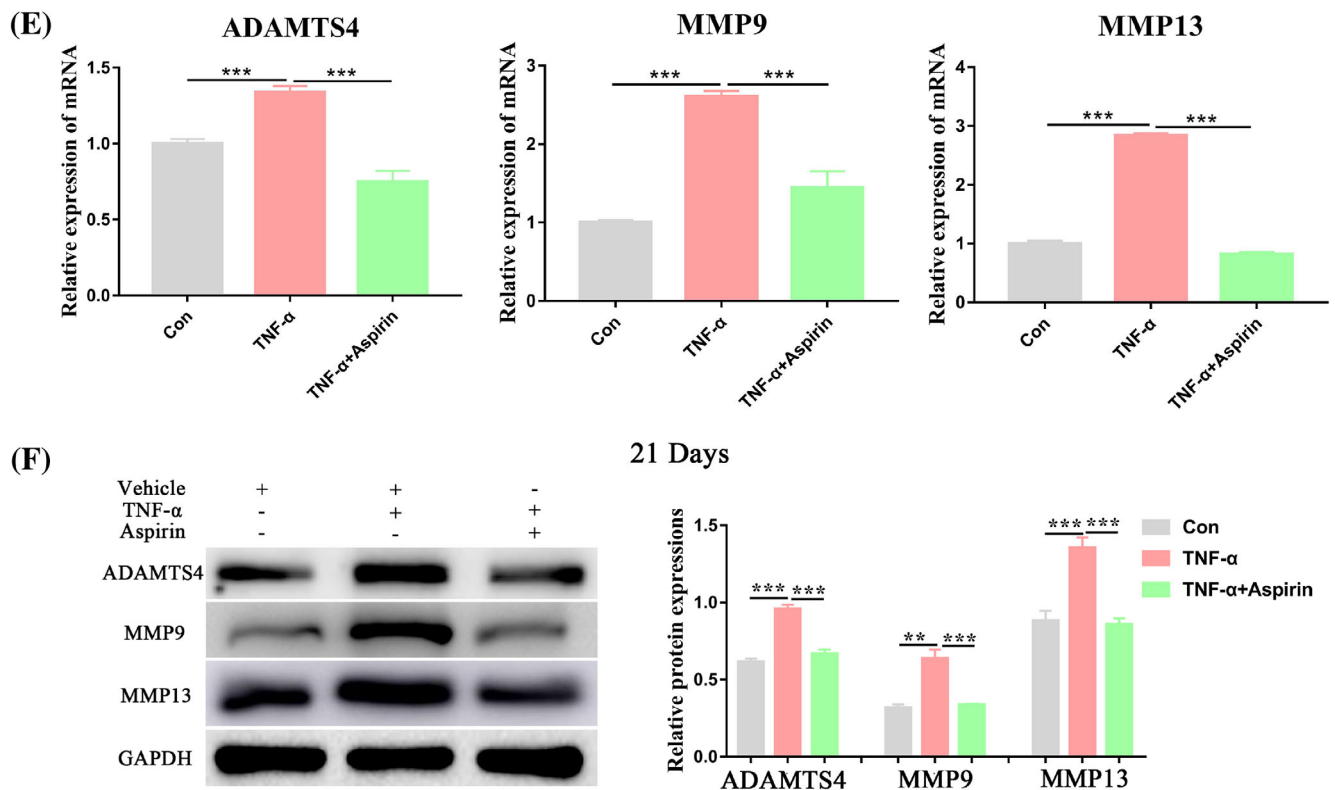 (E)
ADAMTS4
Relative expression of mRNA
1.5
1.0
0.5
0.0
***
***
Con
TNF-α
TNF-α+Aspirin
MMP9
Relative expression of mRNA
3
2
1
0
***
***
Con
TNF-α
TNF-α+Aspirin
MMP13
Relative expression of mRNA
4
3
2
1
0
***
***
Con
TNF-α
TNF-α+Aspirin
(F)
21 Days
Vehicle + + -
TNF-α - + +
Aspirin - - +
ADAMTS4
MMP9
MMP13
GAPDH
Relative protein expressions
1.5
1.0
0.5
0.0
*** ***
** ***
*** ***
ADAMTS4 MMP9 MMP13
Con
TNF-α
TNF-α+Aspirin